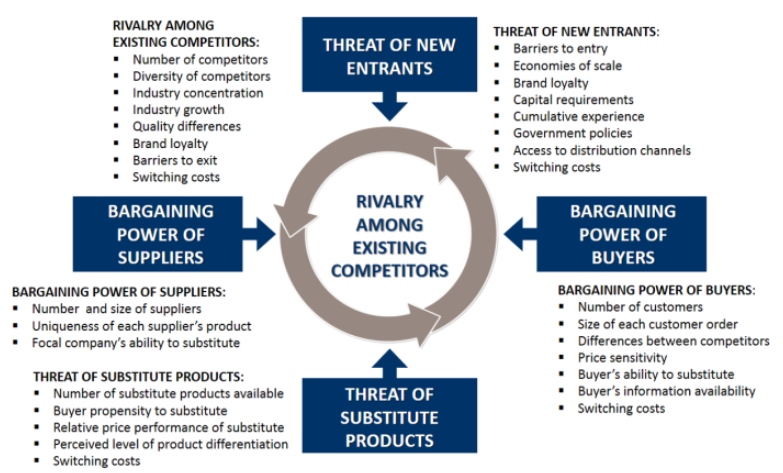 RIVALRY AMONG
EXISTING COMPETITORS:
▪ Number of competitors
▪ Diversity of competitors
▪ Industry concentration
▪ Industry growth
▪ Quality differences
▪ Brand loyalty
▪ Barriers to exit
▪ Switching costs
THREAT OF NEW
ENTRANTS
THREAT OF NEW ENTRANTS:
▪ Barriers to entry
▪ Economies of scale
▪ Brand loyalty
▪ Capital requirements
▪ Cumulative experience
▪ Government policies
▪ Access to distribution channels
▪ Switching costs
BARGAINING
POWER OF
SUPPLIERS
RIVALRY
AMONG
EXISTING
COMPETITORS
BARGAINING
POWER OF
BUYERS
BARGAINING POWER OF SUPPLIERS:
▪ Number and size of suppliers
▪ Uniqueness of each supplier's product
▪ Focal company's ability to substitute
BARGAINING POWER OF BUYERS:
▪ Number of customers
▪ Size of each customer order
▪ Differences between competitors
▪ Price sensitivity
▪ Buyer's ability to substitute
▪ Buyer's information availability
▪ Switching costs
THREAT OF SUBSTITUTE PRODUCTS:
▪ Number of substitute products available
▪ Buyer propensity to substitute
▪ Relative price performance of substitute
▪ Perceived level of product differentiation
▪ Switching costs
THREAT OF
SUBSTITUTE
PRODUCTS